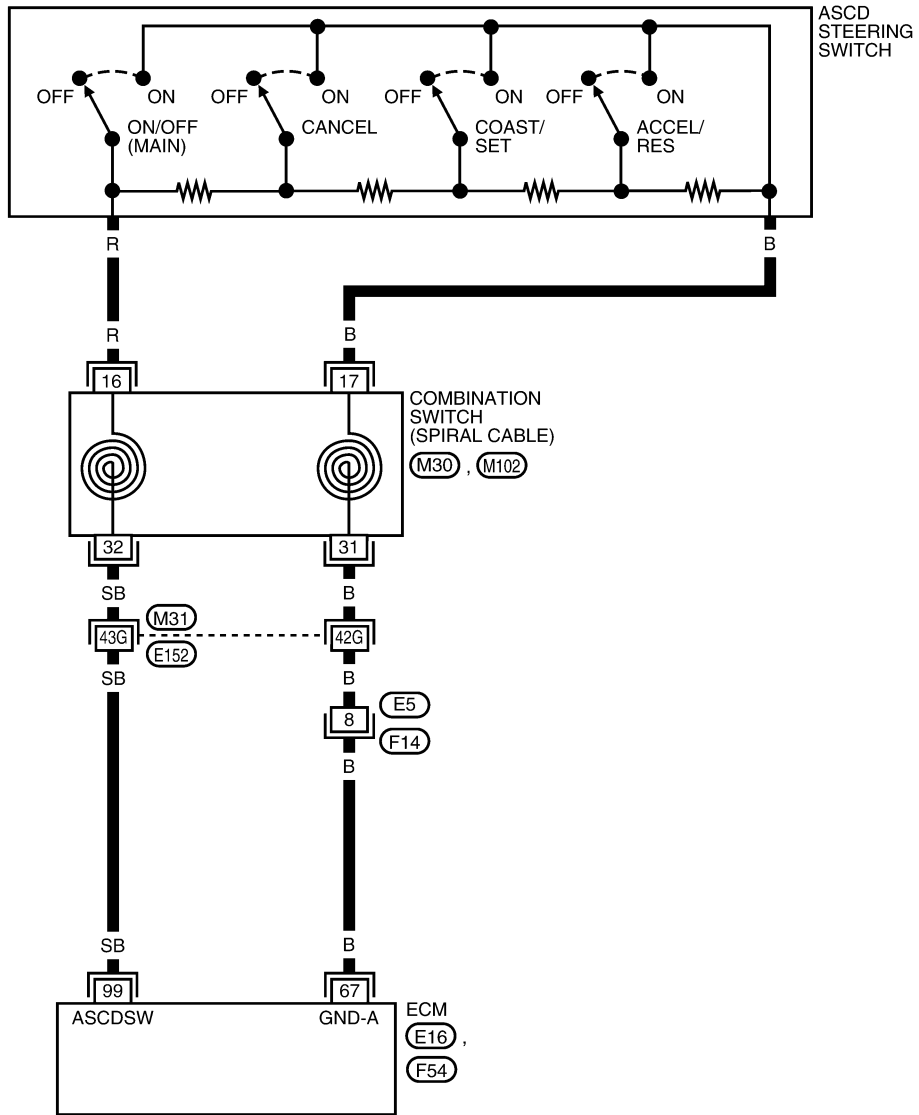 ASCD
STEERING
SWITCH
OFF ON
ON/OFF
(MAIN)
OFF ON
CANCEL
OFF ON
COAST/
SET
OFF ON
ACCEL/
RES
R
B
R
B
16
17
COMBINATION
SWITCH
(SPIRAL CABLE)
M30 , M102
32
31
SB
B
43G
M31
E152
42G
SB
B
8
E5
F14
B
SB
B
99
67
ASCDSW
GND-A
ECM
E16 ,
F54